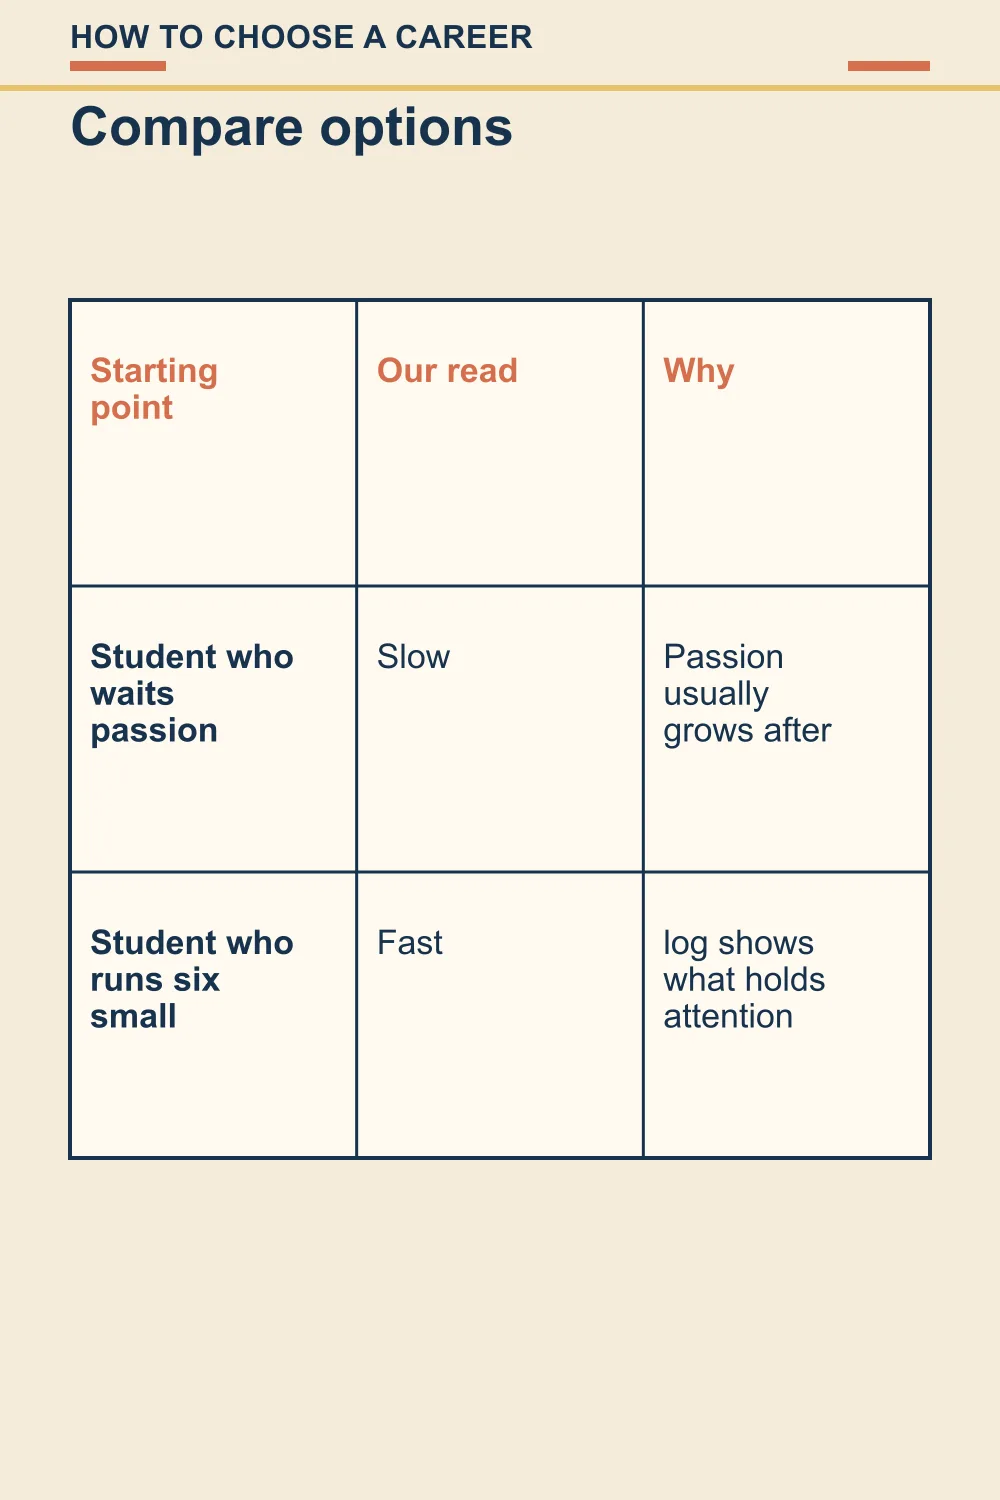 HOW TO CHOOSE A CAREER
Compare options
Starting
point
Our read
Why
Student who
waits
passion
Slow
Passion
usually
grows after
Student who
runs six
small
Fast
log shows
what holds
attention